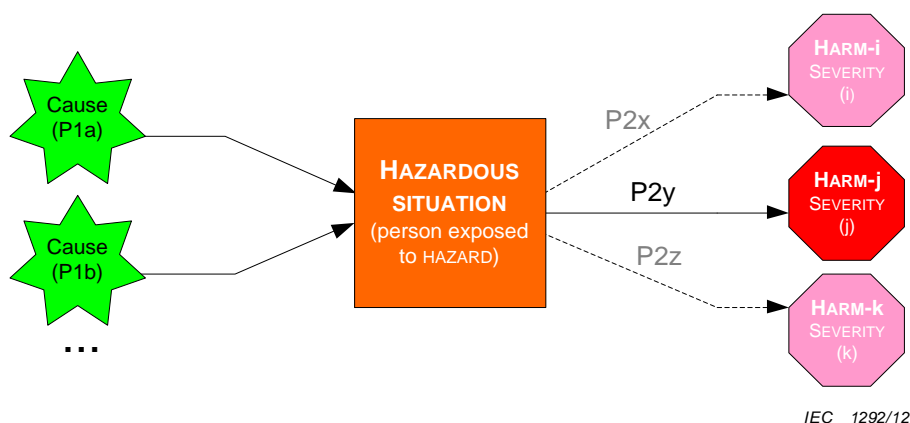 Cause
(P1a)
Cause
(P1b)
...
HAZARDOUS
SITUATION
(person exposed
to HAZARD)
P2x
P2y
P2z
HARM-i
SEVERITY
(i)
HARM-j
SEVERITY
(j)
HARM-k
SEVERITY
(k)
IEC 1292/12